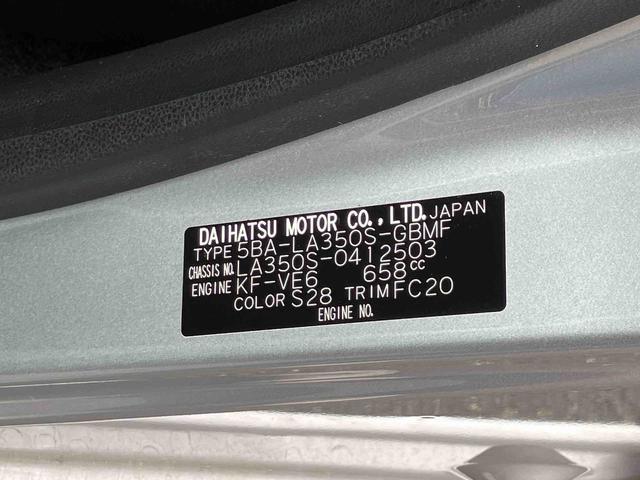 DAIHATSU MOTOR CO., LTD. JAPAN
TYPE 5BA-LA350S-GBMF
CHASSIS NO. LA350S-0412503
ENGINE KF-VE6 658cc
COLOR S28 TRIM FC20
ENGINE NO.